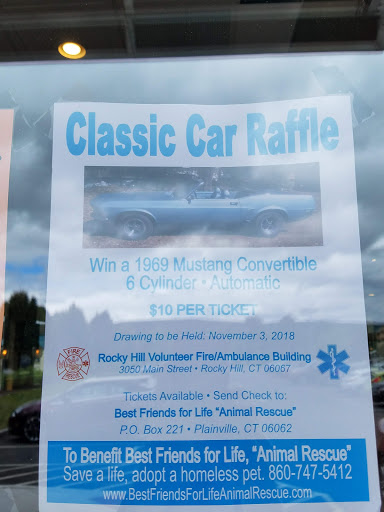 Classic Car Raffle
Win a 1969 Mustang Convertible
6 Cylinder • Automatic
$10 PER TICKET
Drawing to be Held: November 3, 2018
Rocky Hill Volunteer Fire/Ambulance Building
3050 Main Street • Rocky Hill, CT 06067
Tickets Available • Send Check to:
Best Friends for Life "Animal Rescue"
P.O. Box 221 • Plainville, CT 06062
To Benefit Best Friends for Life, "Animal Rescue"
Save a life, adopt a homeless pet. 860-747-5412
www.BestFriendsForLifeAnimalRescue.com